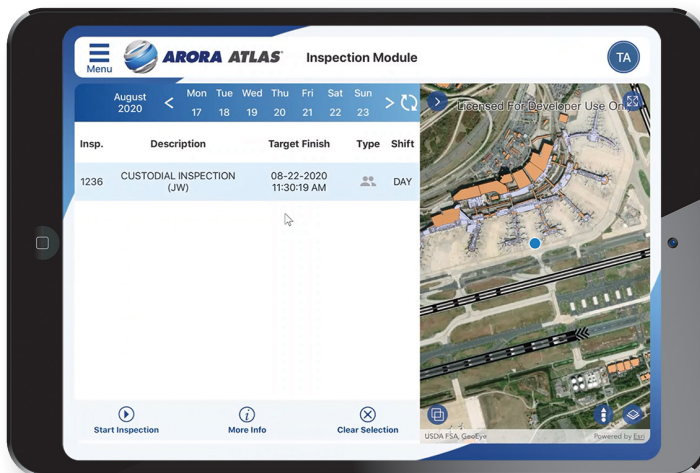 Menu
ARORA ATLAS®
Inspection Module
TA
August
2020
< Mon Tue Wed Thu Fri Sat Sun >
17 18 19 20 21 22 23
Insp. Description Target Finish Type Shift
1236 CUSTODIAL INSPECTION
(JW)
08-22-2020
11:30:19 AM
DAY
Start Inspection
More Info
Clear Selection
Licensed For Developer Use On
USDA FSA, GeoEye
Powered by Esri